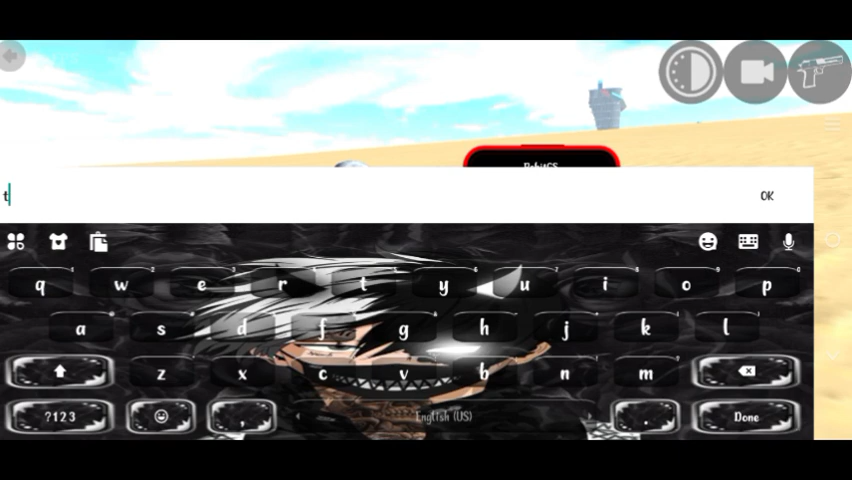 t
OK
q w e r t y u i o p
a s d f g h j k l
z x c v b n m
?123 , English (US) . Done